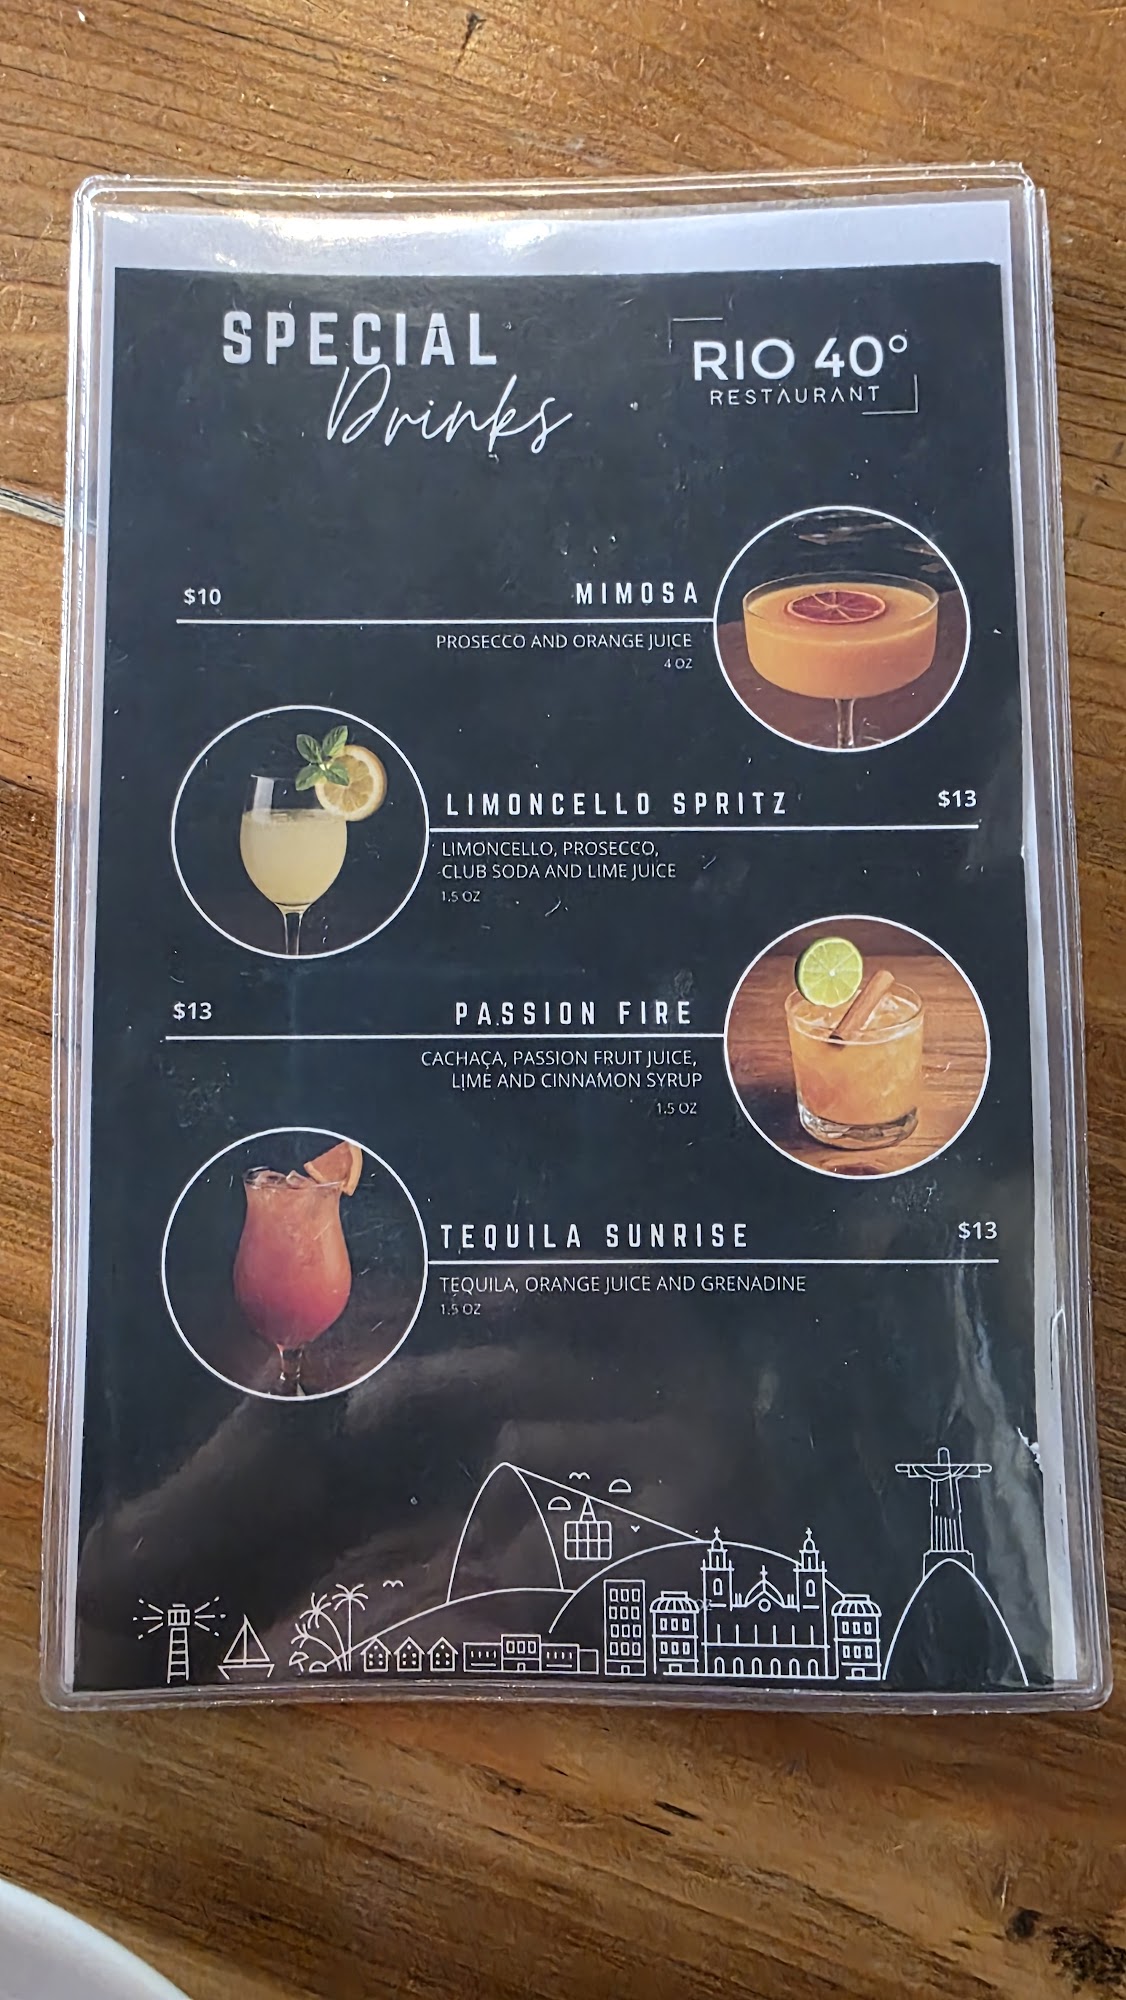 SPECIAL
Drinks
RIO 40°
RESTAURANT
$10 MIMOSA
PROSECCO AND ORANGE JUICE
4 OZ
LIMONCELLO SPRITZ $13
LIMONCELLO, PROSECCO,
CLUB SODA AND LIME JUICE
1.5 OZ
$13 PASSION FIRE
CACHAÇA, PASSION FRUIT JUICE,
LIME AND CINNAMON SYRUP
1.5 OZ
TEQUILA SUNRISE $13
TEQUILA, ORANGE JUICE AND GRENADINE
1.5 OZ